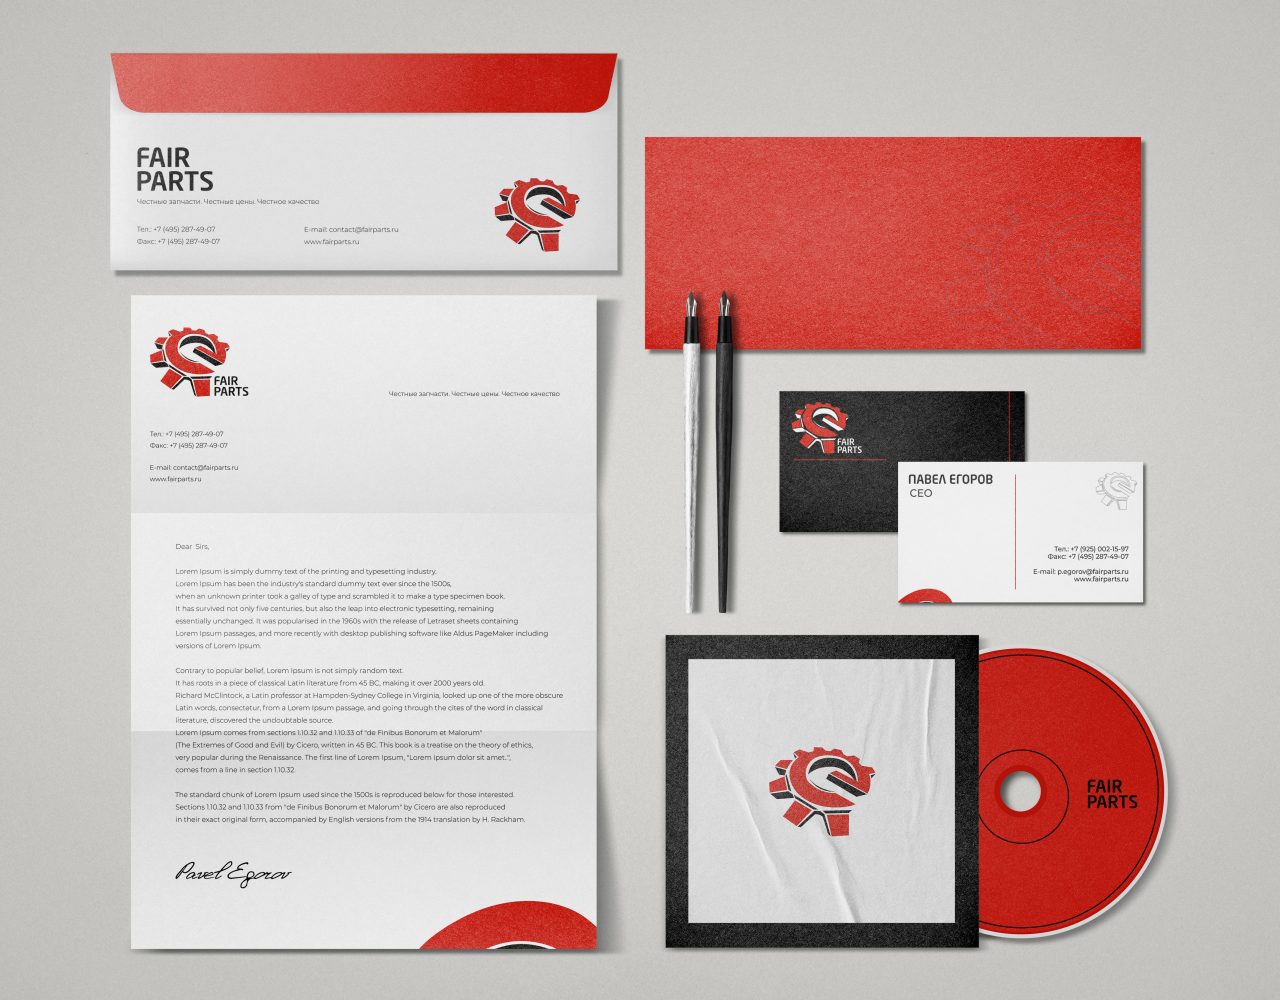 FAIR
PARTS
Честные запчасти. Честные цены. Честное качество
Тел.: +7 (495) 287-49-07
Факс: +7 (495) 287-49-07
E-mail: contact@fairparts.ru
www.fairparts.ru
FAIR
PARTS
Честные запчасти. Честные цены. Честное качество
Тел.: +7 (495) 287-49-07
Факс: +7 (495) 287-49-07
E-mail: contact@fairparts.ru
www.fairparts.ru
Dear Sirs,
Lorem Ipsum is simply dummy text of the printing and typesetting industry.
Lorem Ipsum has been the industry's standard dummy text ever since the 1500s,
when an unknown printer took a galley of type and scrambled it to make a type specimen book.
It has survived not only five centuries, but also the leap into electronic typesetting, remaining
essentially unchanged. It was popularised in the 1960s with the release of Letraset sheets containing
Lorem Ipsum passages, and more recently with desktop publishing software like Aldus PageMaker including
versions of Lorem Ipsum.
Contrary to popular belief, Lorem Ipsum is not simply random text.
It has roots in a piece of classical Latin literature from 45 BC, making it over 2000 years old.
Richard McClintock, a Latin professor at Hampden-Sydney College in Virginia, looked up one of the more obscure
Latin words, consectetur, from a Lorem Ipsum passage, and going through the cites of the word in classical
literature, discovered the undoubtable source.
Lorem Ipsum comes from sections 1.10.32 and 1.10.33 of "de Finibus Bonorum et Malorum"
(The Extremes of Good and Evil) by Cicero, written in 45 BC. This book is a treatise on the theory of ethics,
very popular during the Renaissance. The first line of Lorem Ipsum, "Lorem ipsum dolor sit amet.",
comes from a line in section 1.10.32.
The standard chunk of Lorem Ipsum used since the 1500s is reproduced below for those interested.
Sections 1.10.32 and 1.10.33 from "de Finibus Bonorum et Malorum" by Cicero are also reproduced
in their exact original form, accompanied by English versions from the 1914 translation by H. Rackham.
Pavel Egorov
FAIR
PARTS
ПАВЕЛ ЕГОРОВ
CEO
Тел.: +7 (925) 002-15-97
Факс: +7 (495) 287-49-07
E-mail: p.egorov@fairparts.ru
www.fairparts.ru
FAIR
PARTS